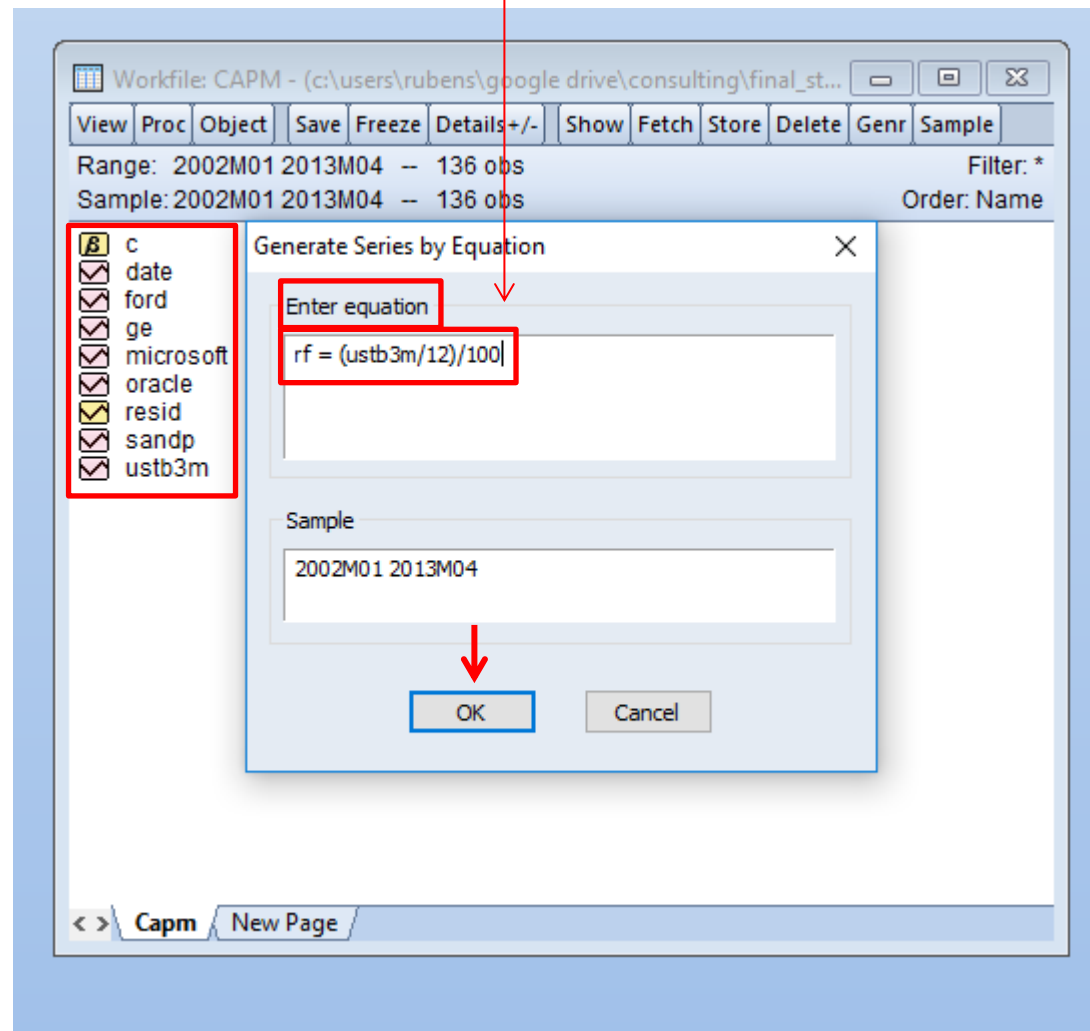 Workfile: CAPM - (c:\users\rubens\google drive\consulting\final_st...
View Proc Object Save Freeze Details+/- Show Fetch Store Delete Genr Sample
Range: 2002M01 2013M04 -- 136 obs Filter: *
Sample: 2002M01 2013M04 -- 136 obs Order: Name
β c
date
ford
ge
microsoft
oracle
resid
sandp
ustb3m
Generate Series by Equation
Enter equation
rf = (ustb3m/12)/100
Sample
2002M01 2013M04
OK Cancel
< > Capm New Page